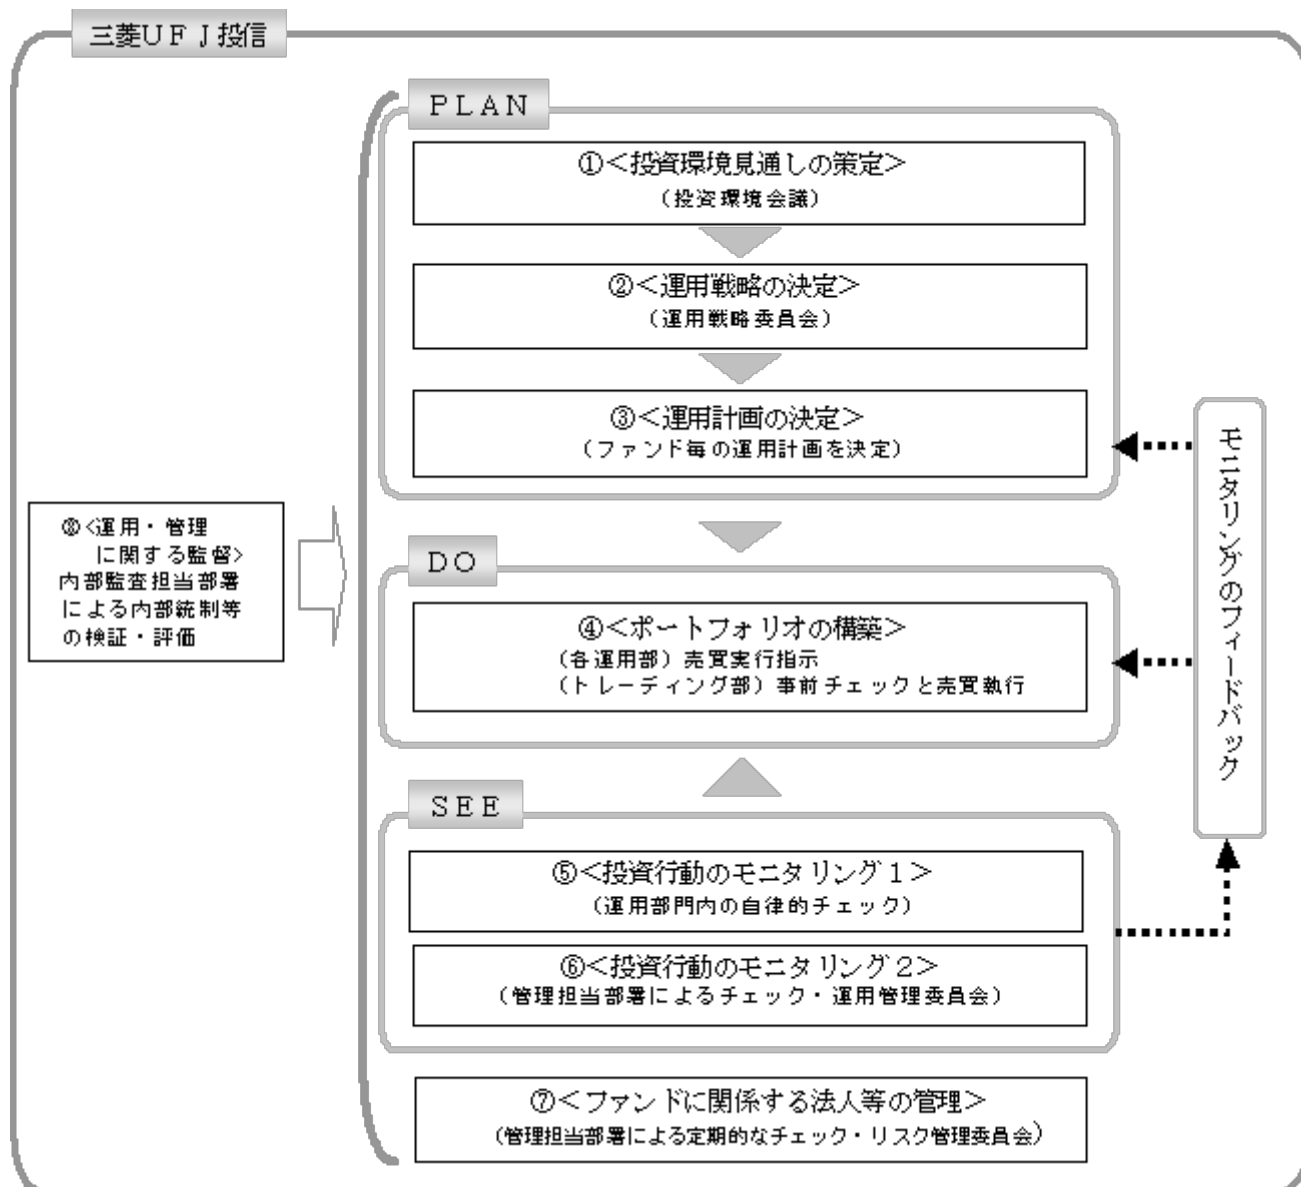 三菱ＵＦＪ投信
ＰＬＡＮ
①＜投資環境見通しの策定＞
（投資環境会議）
②＜運用戦略の決定＞
（運用戦略委員会）
③＜運用計画の決定＞
（ファンド毎の運用計画を決定）
⑧<運用・管理
に関する監督>
内部監査担当部署
による内部統制等
の検証・評価
ＤＯ
④＜ポートフォリオの構築＞
（各運用部）売買実行指示
（トレーディング部）事前チェックと売買執行
モニタリングのフィードバック
ＳＥＥ
⑤＜投資行動のモニタリング１＞
（運用部門内の自律的チェック）
⑥＜投資行動のモニタリング２＞
（管理担当部署によるチェック・運用管理委員会）
⑦＜ファンドに関係する法人等の管理＞
（管理担当部署による定期的なチェック・リスク管理委員会）